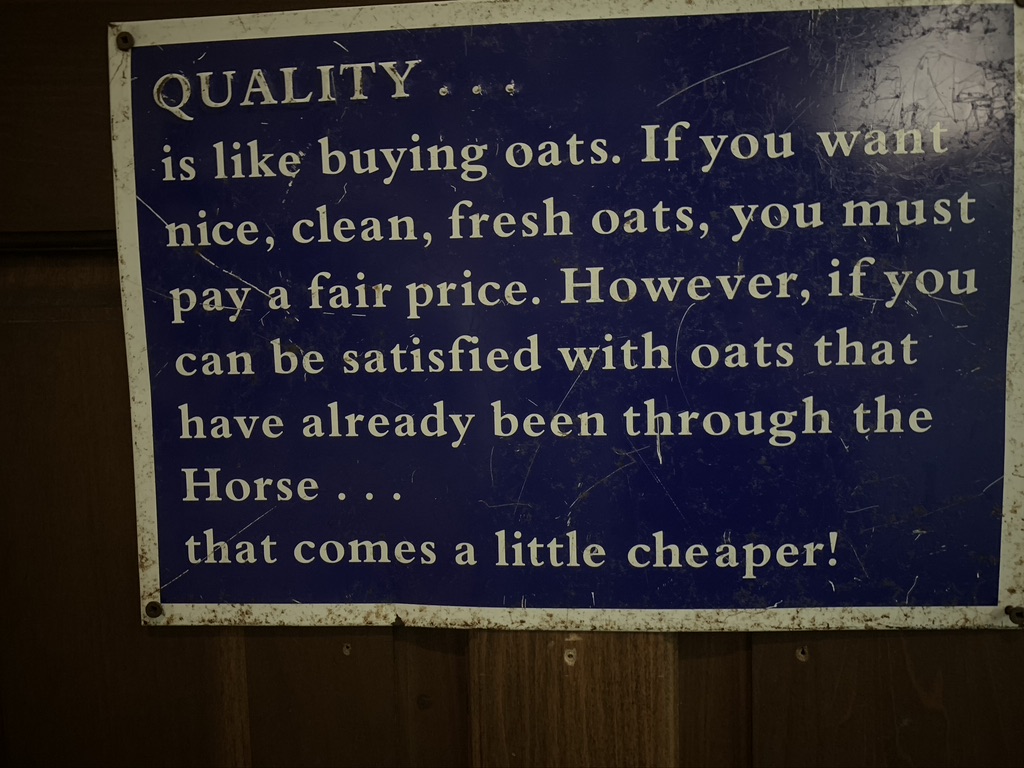 QUALITY . . .
is like buying oats. If you want
nice, clean, fresh oats, you must
pay a fair price. However, if you
can be satisfied with oats that
have already been through the
Horse . . .
that comes a little cheaper!